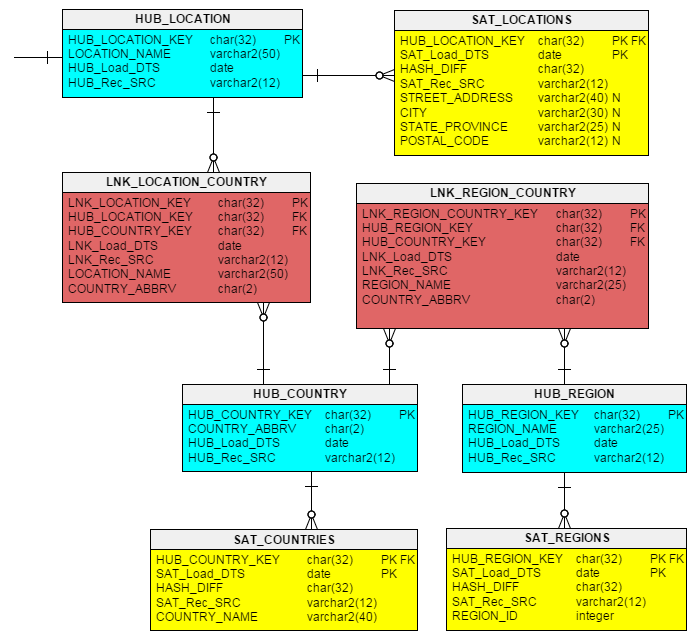 HUB_LOCATION
HUB_LOCATION_KEY char(32) PK
LOCATION_NAME varchar2(50)
HUB_Load_DTS date
HUB_Rec_SRC varchar2(12)
SAT_LOCATIONS
HUB_LOCATION_KEY char(32) PK FK
SAT_Load_DTS date PK
HASH_DIFF char(32)
SAT_Rec_SRC varchar2(12)
STREET_ADDRESS varchar2(40) N
CITY varchar2(30) N
STATE_PROVINCE varchar2(25) N
POSTAL_CODE varchar2(12) N
LNK_LOCATION_COUNTRY
LNK_LOCATION_KEY char(32) PK
HUB_LOCATION_KEY char(32) FK
HUB_COUNTRY_KEY char(32) FK
LNK_Load_DTS date
LNK_Rec_SRC varchar2(12)
LOCATION_NAME varchar2(50)
COUNTRY_ABBRV char(2)
LNK_REGION_COUNTRY
LNK_REGION_COUNTRY_KEY char(32) PK
HUB_REGION_KEY char(32) FK
HUB_COUNTRY_KEY char(32) FK
LNK_Load_DTS date
LNK_Rec_SRC varchar2(12)
REGION_NAME varchar2(25)
COUNTRY_ABBRV char(2)
HUB_COUNTRY
HUB_COUNTRY_KEY char(32) PK
COUNTRY_ABBRV char(2)
HUB_Load_DTS date
HUB_Rec_SRC varchar2(12)
HUB_REGION
HUB_REGION_KEY char(32) PK
REGION_NAME varchar2(25)
HUB_Load_DTS date
HUB_Rec_SRC varchar2(12)
SAT_COUNTRIES
HUB_COUNTRY_KEY char(32) PK FK
SAT_Load_DTS date PK
HASH_DIFF char(32)
SAT_Rec_SRC varchar2(12)
COUNTRY_NAME varchar2(40)
SAT_REGIONS
HUB_REGION_KEY char(32) PK FK
SAT_Load_DTS date PK
HASH_DIFF char(32)
SAT_Rec_SRC varchar2(12)
REGION_ID integer